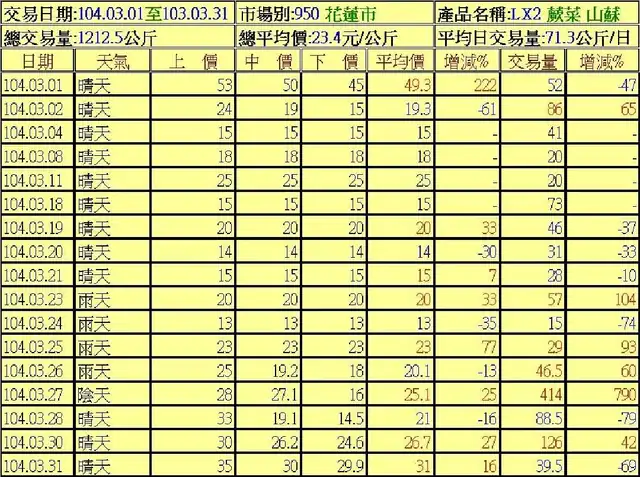 交易日期:104.03.01至103.03.31 市場別:950 花蓮市 產品名稱:LX2 蕨菜 山蘇
總交易量:1212.5公斤 總平均價:23.4元/公斤 平均日交易量:71.3公斤/日
日期 天氣 上 價 中 價 下 價 平均價 增減% 交易量 增減%
104.03.01 晴天 53 50 45 49.3 222 52 -47
104.03.02 晴天 24 19 15 19.3 -61 86 65
104.03.04 晴天 15 15 15 15 - 41 -
104.03.08 晴天 18 18 18 18 - 20 -
104.03.11 晴天 25 25 25 25 - 20 -
104.03.18 晴天 15 15 15 15 - 73 -
104.03.19 晴天 20 20 20 20 33 46 -37
104.03.20 晴天 14 14 14 14 -30 31 -33
104.03.21 晴天 15 15 15 15 7 28 -10
104.03.23 雨天 20 20 20 20 33 57 104
104.03.24 雨天 13 13 13 13 -35 15 -74
104.03.25 雨天 23 23 23 23 77 29 93
104.03.26 雨天 25 19.2 18 20.1 -13 46.5 60
104.03.27 陰天 28 27.1 16 25.1 25 414 790
104.03.28 晴天 33 19.1 14.5 21 -16 88.5 -79
104.03.30 晴天 30 26.2 24.6 26.7 27 126 42
104.03.31 晴天 35 30 29.9 31 16 39.5 -69